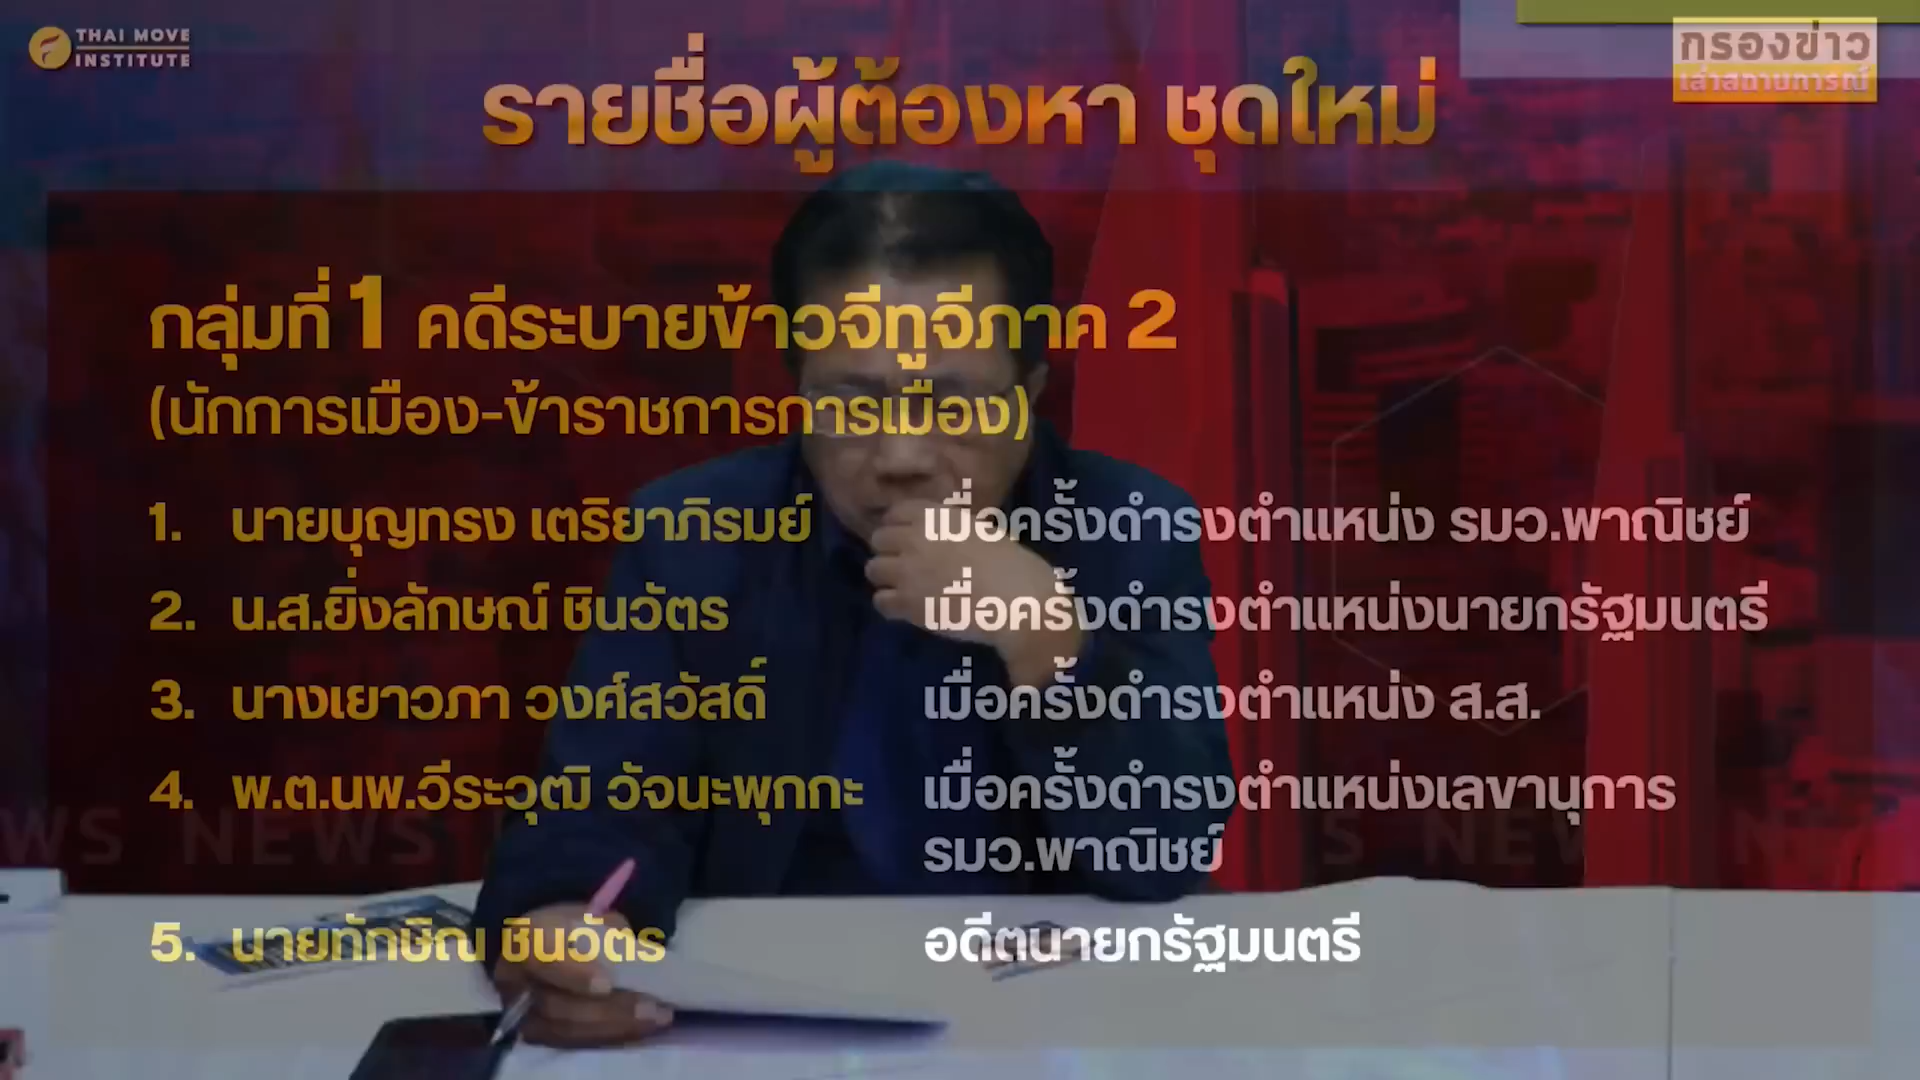 THAI MOVE
INSTITUTE
กรองข่าว
เล่าสถานการณ์
รายชื่อผู้ต้องหา ชุดใหม่
กลุ่มที่ 1 คดีระบายข้าวจีทูจีภาค 2
(นักการเมือง-ข้าราชการการเมือง)
1. นายบุญทรง เตริยาภิรมย์ เมื่อครั้งดำรงตำแหน่ง รมว.พาณิชย์
2. น.ส.ยิ่งลักษณ์ ชินวัตร เมื่อครั้งดำรงตำแหน่งนายกรัฐมนตรี
3. นางเยาวภา วงศ์สวัสดิ์ เมื่อครั้งดำรงตำแหน่ง ส.ส.
4. พ.ต.นพ.วีระวุฒิ วัจนะพุกกะ เมื่อครั้งดำรงตำแหน่งเลขานุการ
รมว.พาณิชย์
WS NEWS S NEW N
5. นายทักษิณ ชินวัตร อดีตนายกรัฐมนตรี